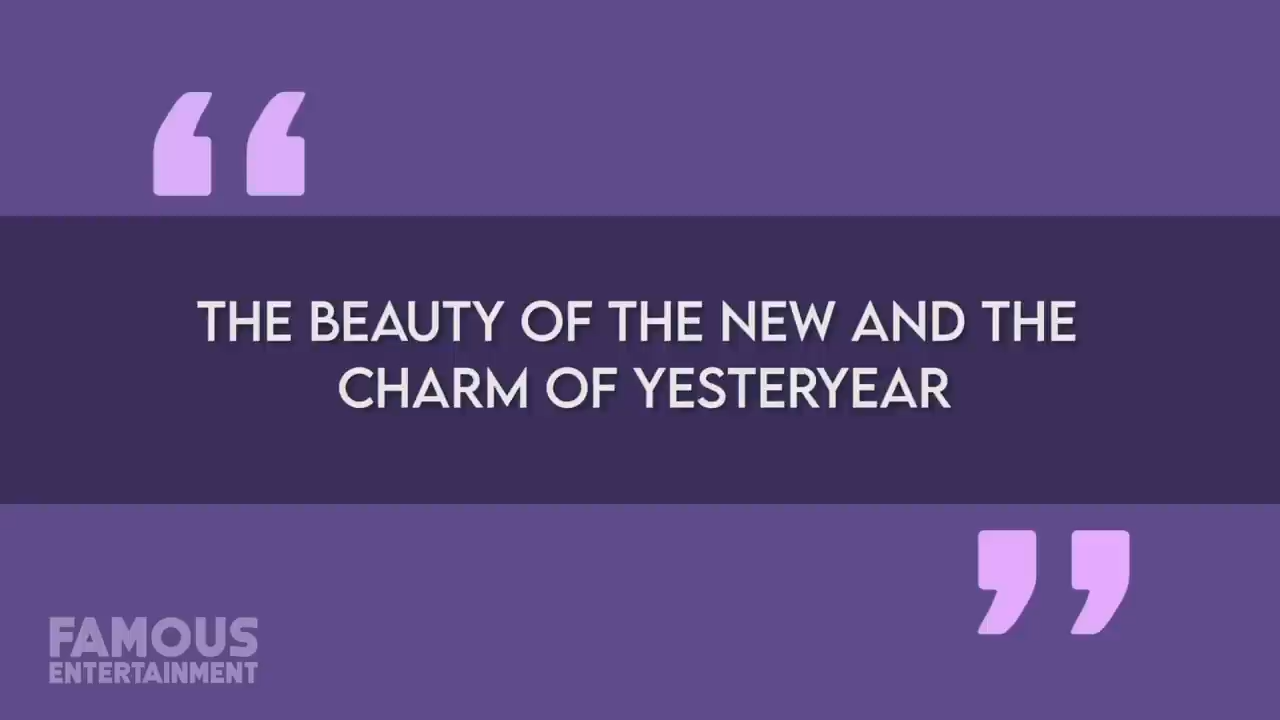 THE BEAUTY OF THE NEW AND THE
CHARM OF YESTERYEAR
FAMOUS
ENTERTAINMENT